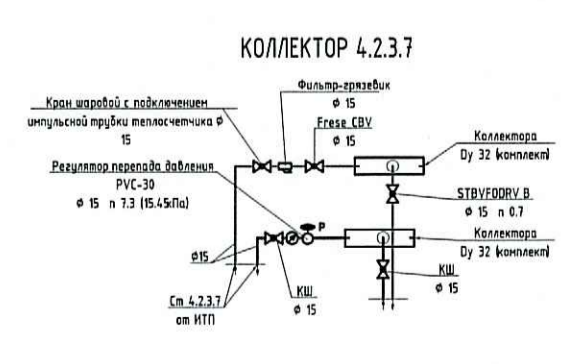 КОЛЛЕКТОР 4.2.3.7
Фильтр-грязевик
ϕ 15
Кран шаровой с подключением
импульсной трубки теплосчетчика ϕ
15
Frese CBV
ϕ 15
Коллектора
Dy 32 (комплект)
Регулятор перепада давления
PVC-30
ϕ 15 n 7.3 (15.45кПа)
P
STBVFODRV B
ϕ 15 n 0.7
Коллектора
Dy 32 (комплект)
ϕ15
КШ
ϕ 15
Ст 4.2.3.7
от ИТП
КШ
ϕ 15